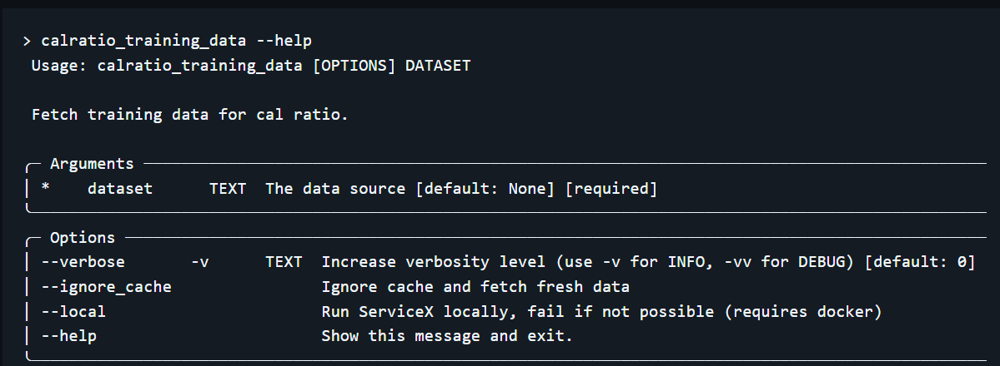 > calratio_training_data --help
Usage: calratio_training_data [OPTIONS] DATASET
Fetch training data for cal ratio.
Arguments
* dataset TEXT The data source [default: None] [required]
Options
--verbose -v TEXT Increase verbosity level (use -v for INFO, -vv for DEBUG) [default: 0]
--ignore_cache Ignore cache and fetch fresh data
--local Run ServiceX locally, fail if not possible (requires docker)
--help Show this message and exit.